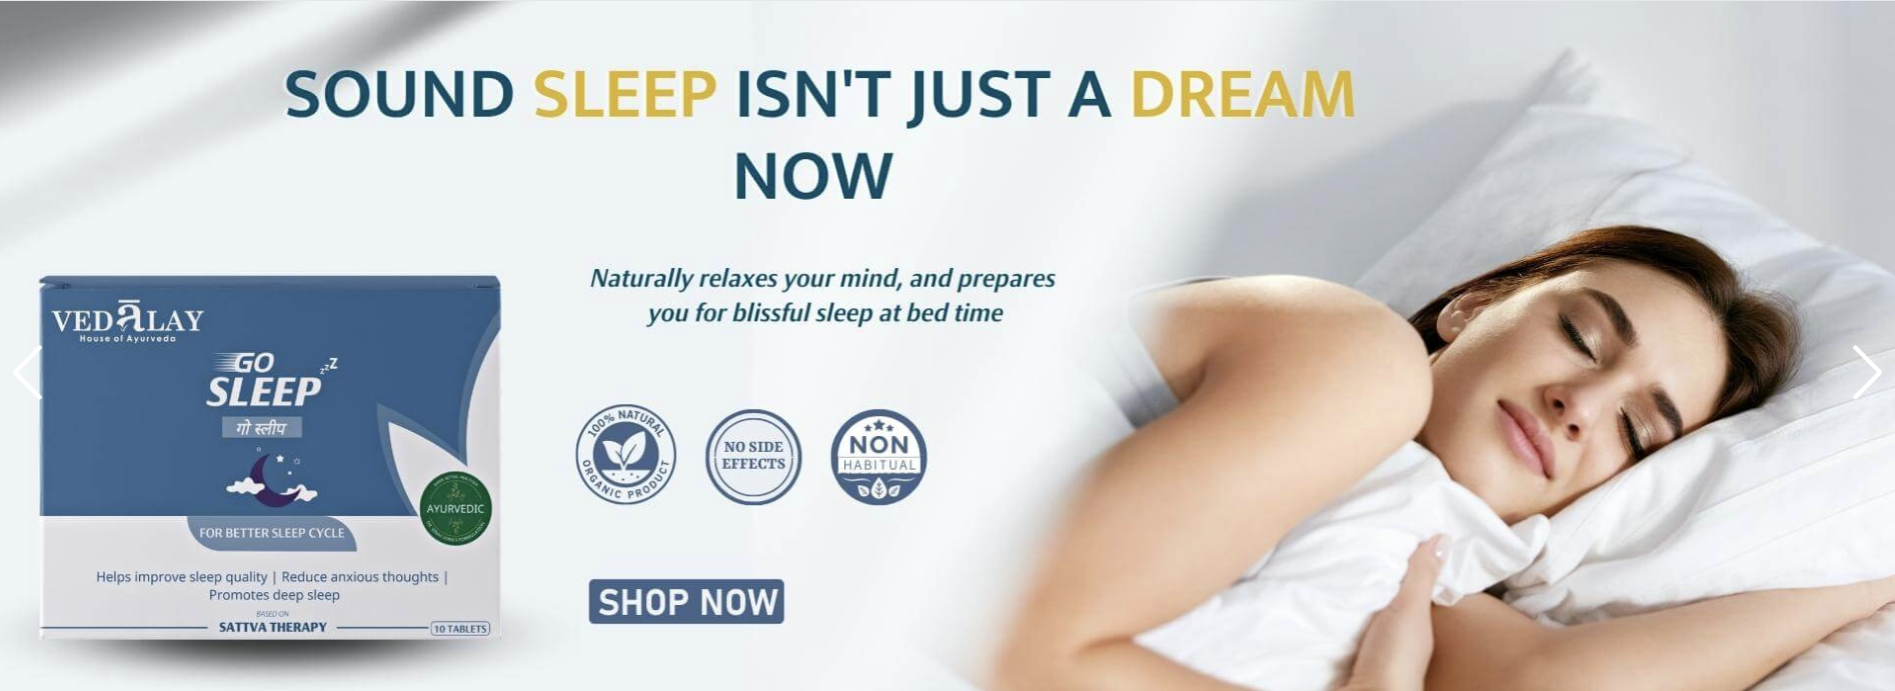 SOUND SLEEP ISN'T JUST A DREAM
NOW
Naturally relaxes your mind, and prepares
you for blissful sleep at bed time
VEDĀLAY
House of Ayurveda
GO
SLEEP zzZ
गो स्लीप
AYURVEDIC
FOR BETTER SLEEP CYCLE
Helps improve sleep quality | Reduce anxious thoughts |
Promotes deep sleep
BASED ON
SATTVA THERAPY
10 TABLETS
100% NATURAL
ORGANIC PRODUCT
NO SIDE
EFFECTS
NON
HABITUAL
SHOP NOW